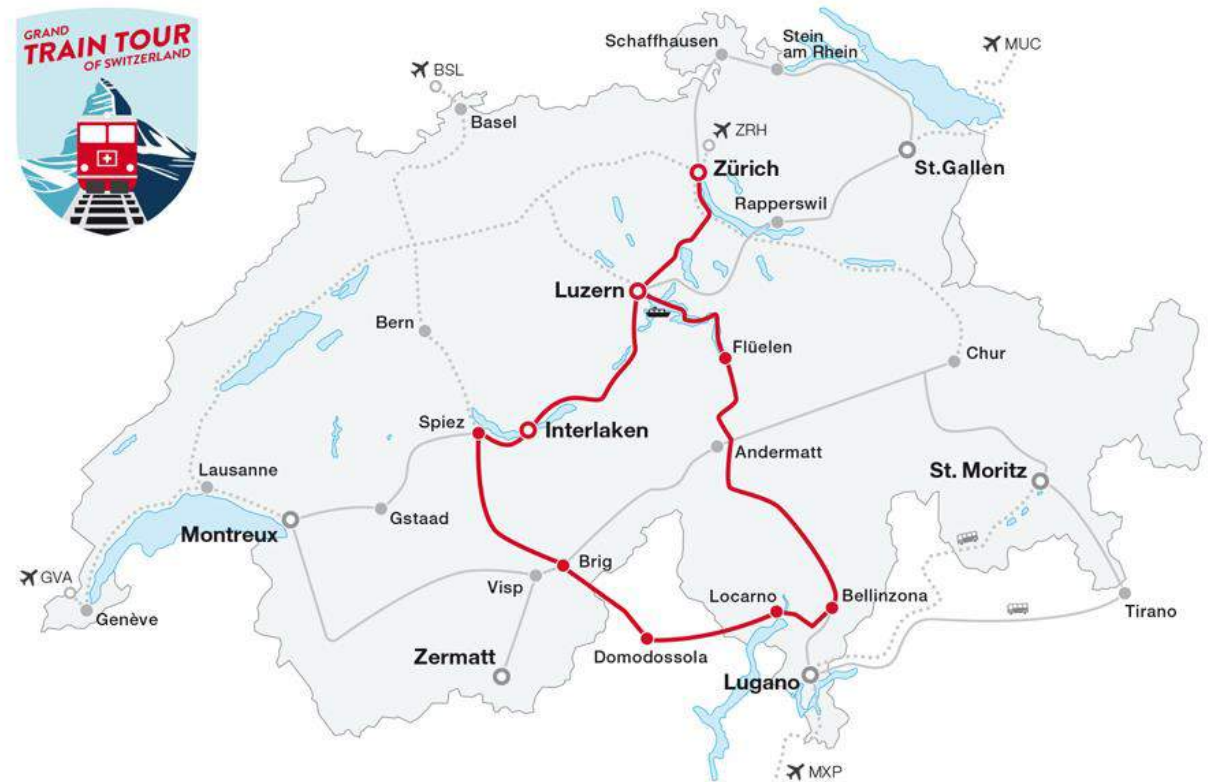 GRAND
TRAIN TOUR
OF SWITZERLAND
Schaffhausen
Stein
am Rhein
MUC
BSL
Basel
ZRH
Zürich
St.Gallen
Rapperswil
Luzern
Bern
Flüelen
Chur
Spiez
Interlaken
Andermatt
Lausanne
St. Moritz
Gstaad
Montreux
GVA
Brig
Visp
Genève
Locarno
Bellinzona
Tirano
Zermatt
Domodossola
Lugano
MXP